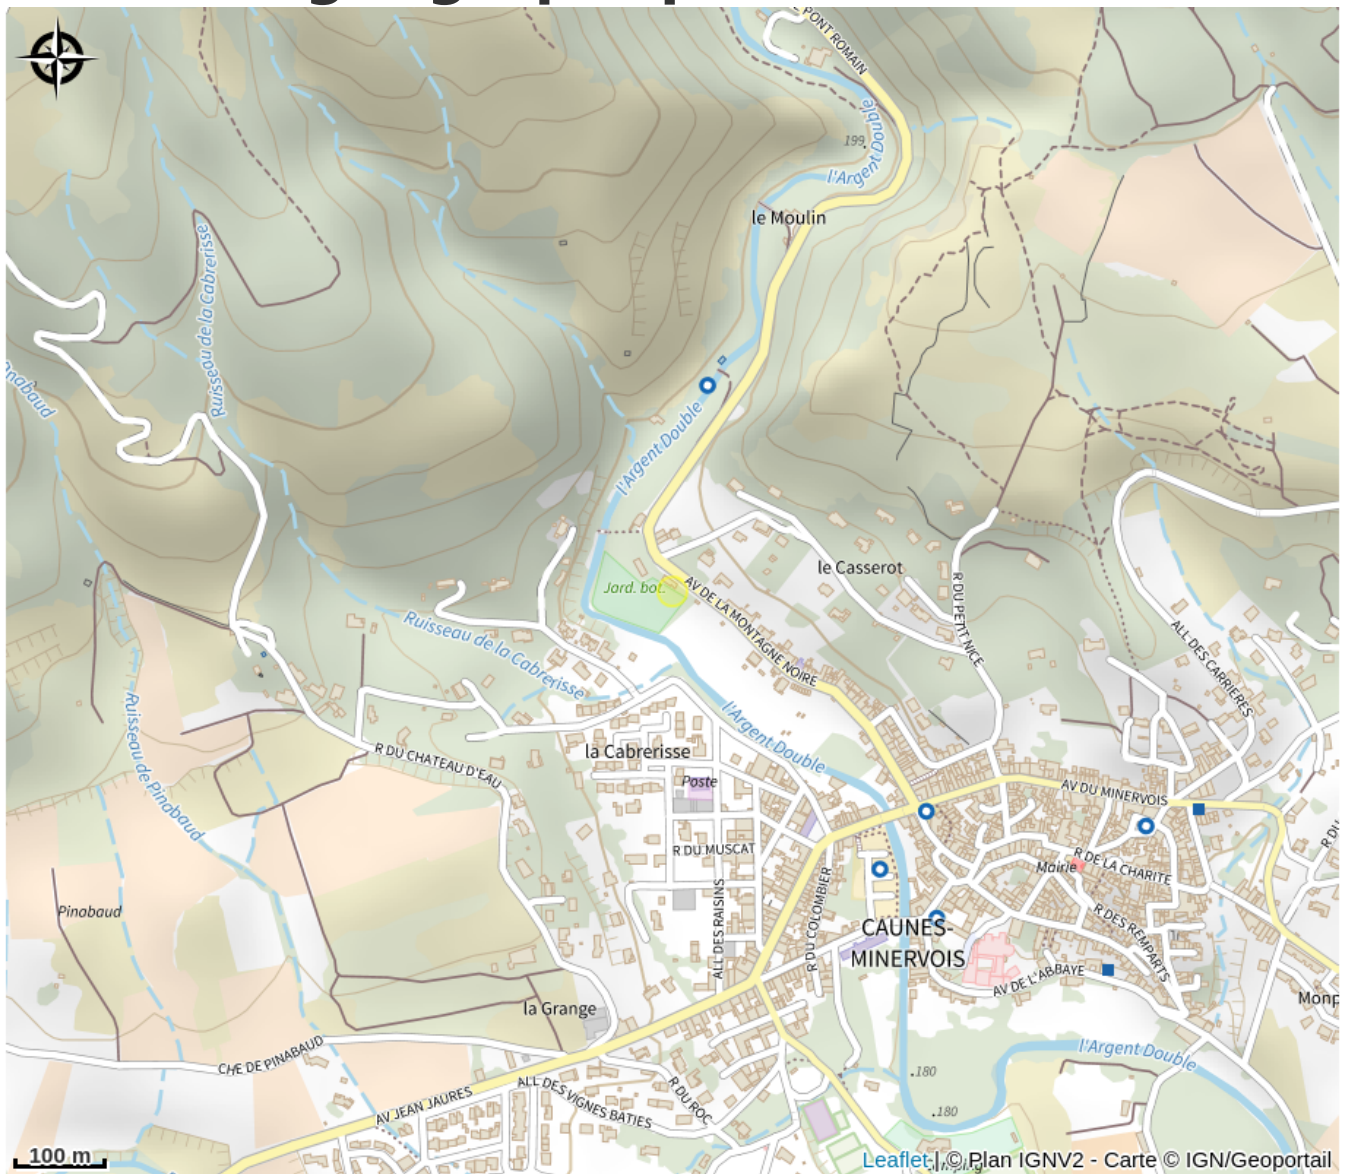 PONT ROMAIN
l'Argent Double
199
l'Argent Double
le Moulin
Ruisseau de la Cabrerisse
l'Argent Double
le Casserot
Jard. bot.
AV DE LA MONTAGNE NOIRE
R DU PETIT NICE
ALL DES CARRIERES
Ruisseau de la Cabrerisse
Ruisseau de Pinabaud
l'Argent Double
R DU CHATEAU D'EAU
la Cabrerisse
Poste
AV DU MINERVOIS
R DU
R DU MUSCAT
R DE LA CHARITE
Mairie
Pinabaud
ALL DES RAISINS
R DU COLOMBIER
R DES REMPARTS
CAUNES-
MINERVOIS
AV DE L'ABBAYE
la Grange
Monp
CHE DE PINABAUD
l'Argent Double
.180
ALL DES VIGNES BATIES
R DU ROC
AV JEAN JAURES
.180
100 m
Leaflet | © Plan IGNV2 - Carte © IGN/Geoportail